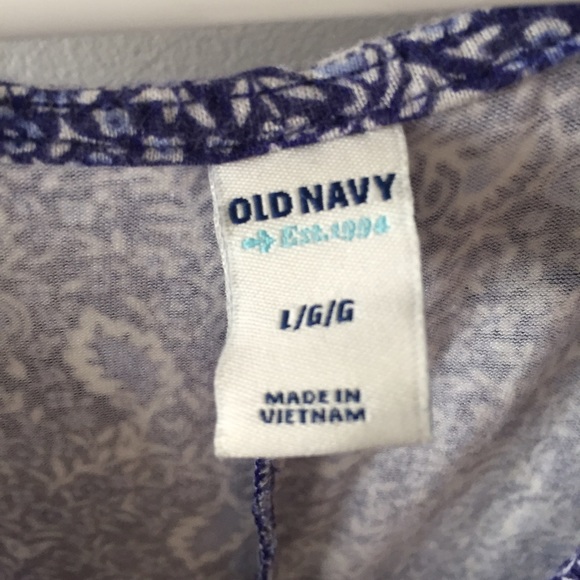 OLD NAVY
Est. 1994
L/G/G
MADE IN
VIETNAM